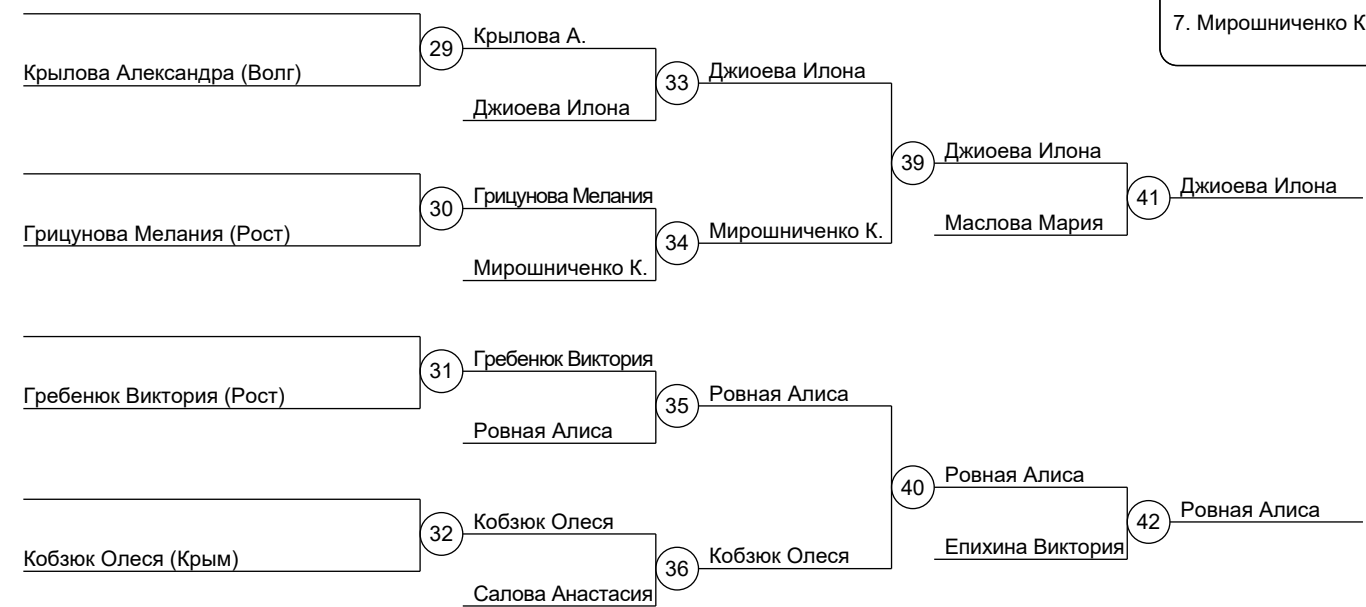 7. Мирошниченко К
29
Крылова А.
Крылова Александра (Волг)
33
Джиоева Илона
Джиоева Илона
39
Джиоева Илона
30
Грицунова Мелания
Грицунова Мелания (Рост)
34
Мирошниченко К.
Мирошниченко К.
Маслова Мария
41
Джиоева Илона
31
Гребенюк Виктория
Гребенюк Виктория (Рост)
35
Ровная Алиса
Ровная Алиса
40
Ровная Алиса
32
Кобзюк Олеся
Кобзюк Олеся (Крым)
36
Кобзюк Олеся
Салова Анастасия
Епихина Виктория
42
Ровная Алиса